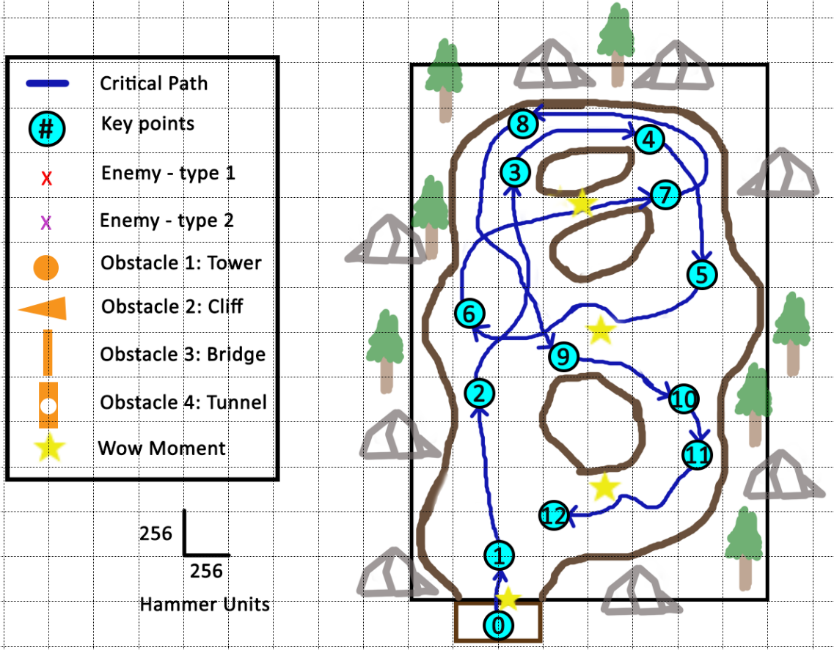 Critical Path
# Key points
x Enemy - type 1
x Enemy - type 2
Obstacle 1: Tower
Obstacle 2: Cliff
Obstacle 3: Bridge
Obstacle 4: Tunnel
Wow Moment
256
256
Hammer Units
8
4
3
7
5
6
9
2
10
11
12
1
0